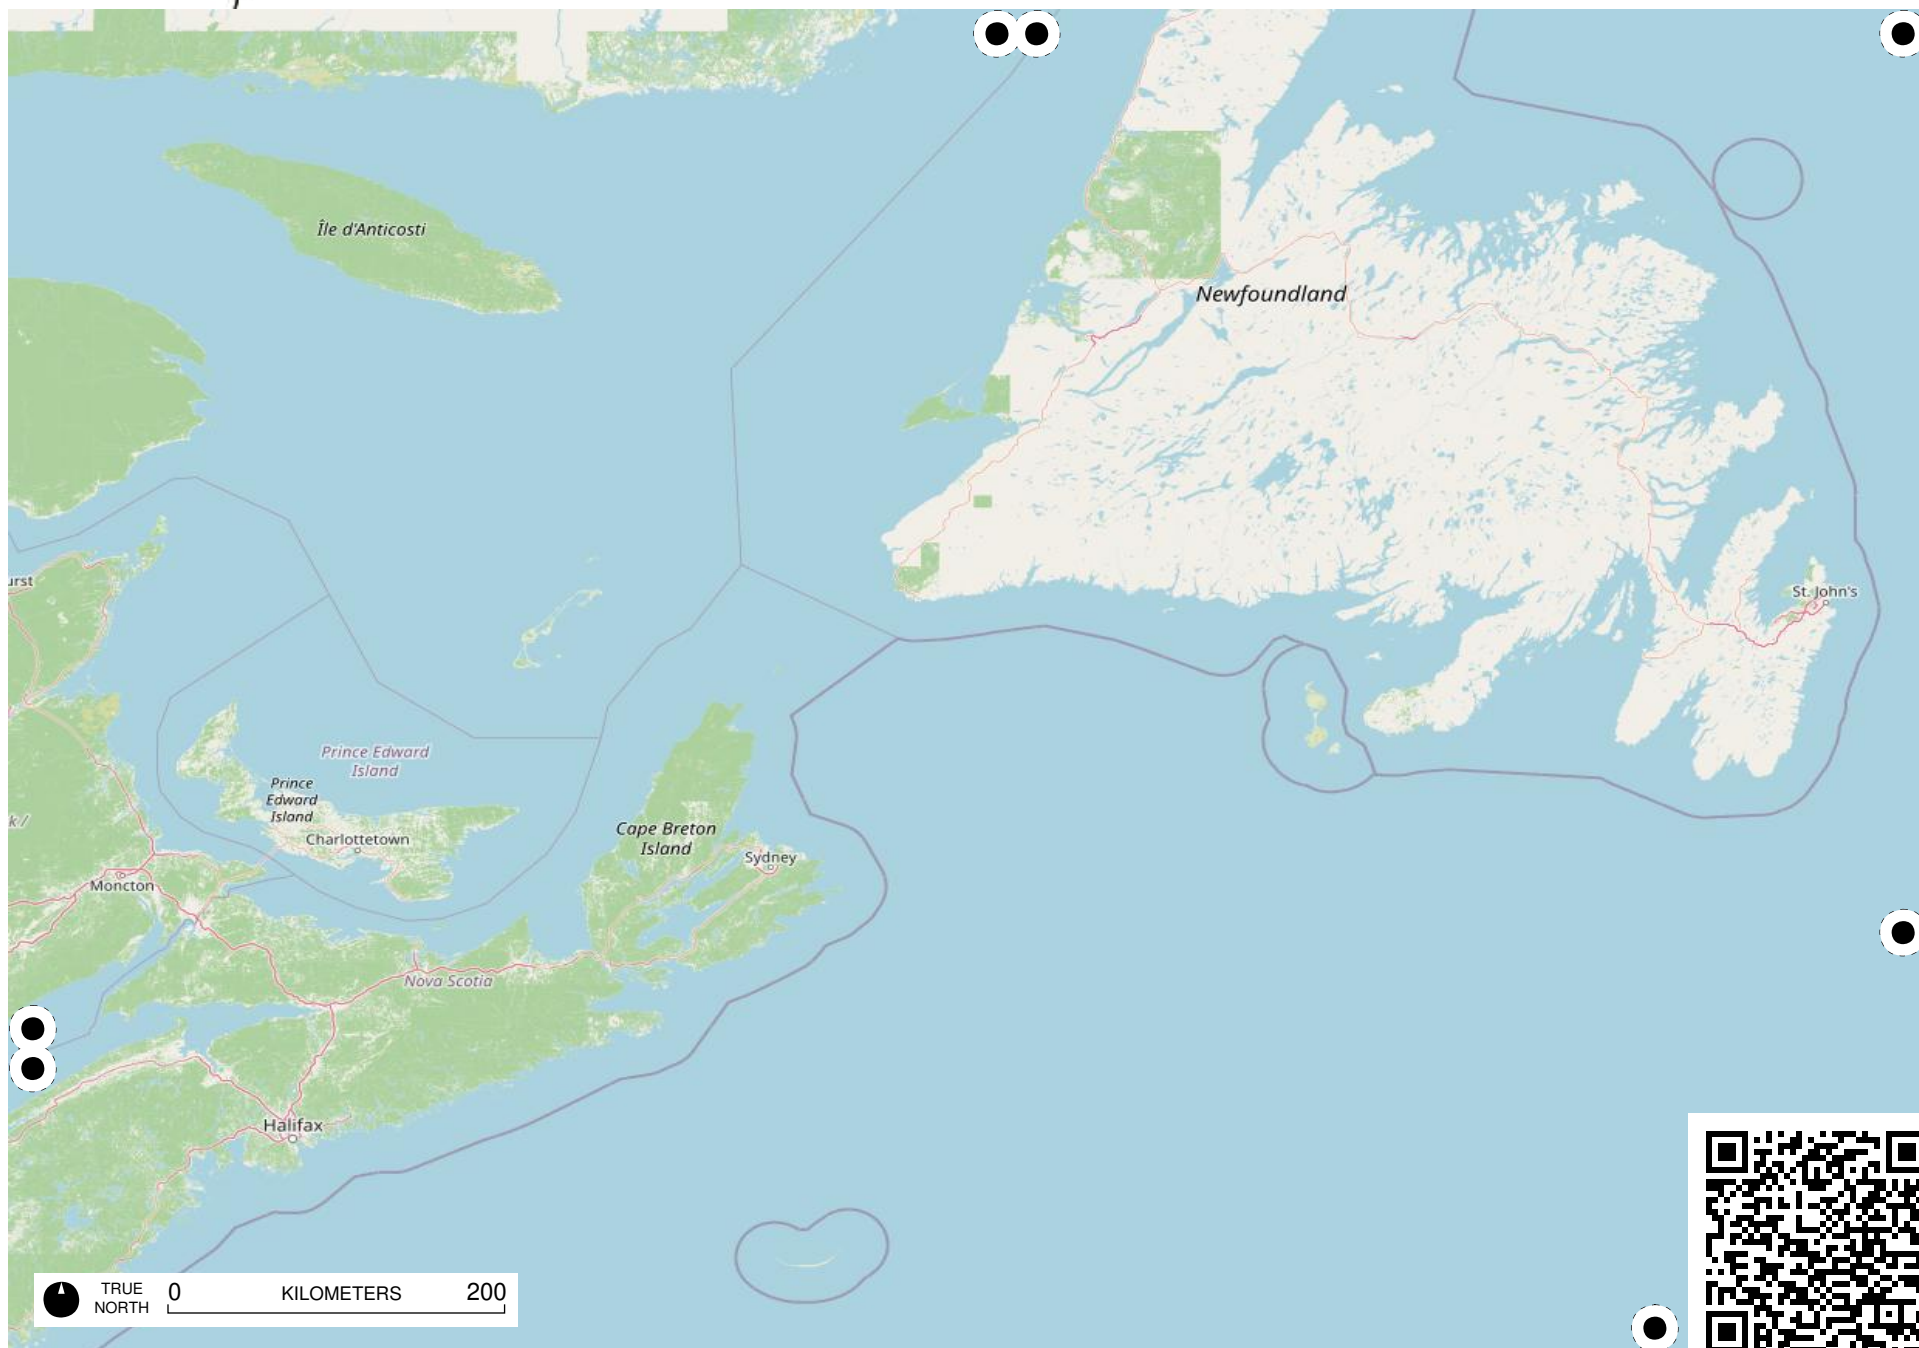 Île d'Anticosti
Newfoundland
St. John's
urst
Prince Edward
Island
Prince
Edward
Island
Charlottetown
k /
Cape Breton
Island
Sydney
Moncton
Nova Scotia
Halifax
TRUE
NORTH
0
KILOMETERS
200